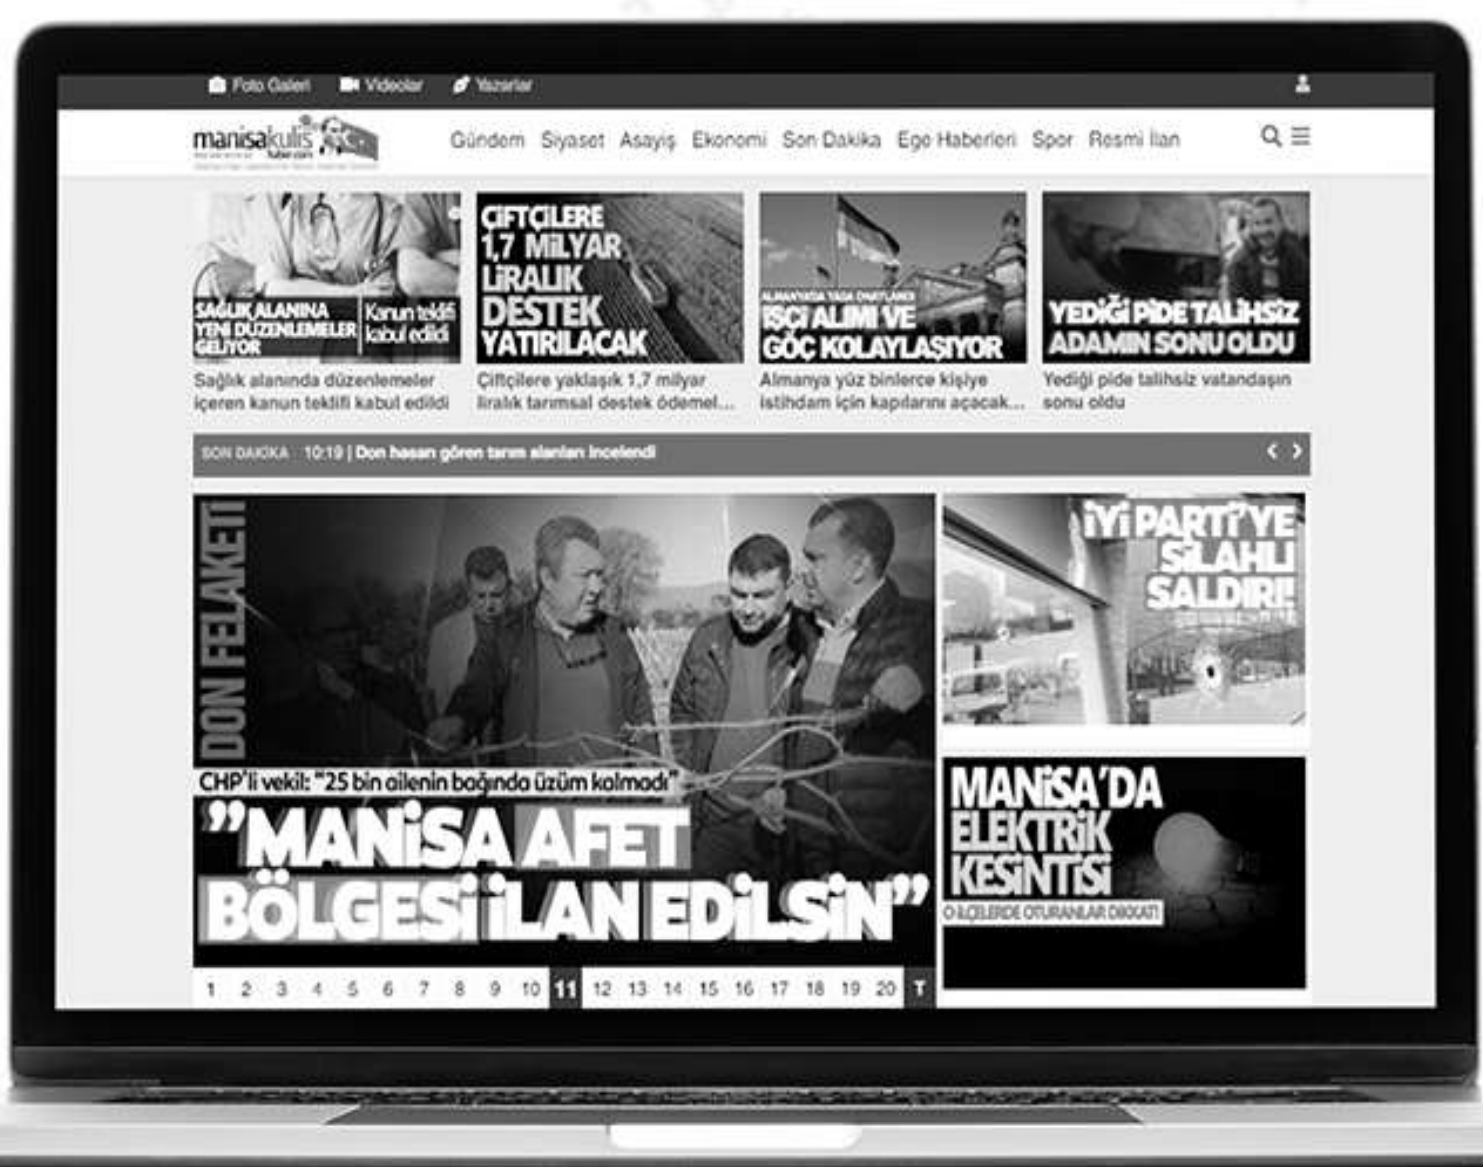 Foto Galeri Videolar Yazarlar
manisakulis
haber.com
Gündem Siyaset Asayiş Ekonomi Son Dakika Ege Haberleri Spor Resmi İlan
SAĞLIK ALANINA
YENİ DÜZENLEMELER
GELİYOR
Kanun teklifi
kabul edildi
Sağlık alanında düzenlemeler
içeren kanun teklifi kabul edildi
ÇİFTÇİLERE
1,7 MİLYAR
LİRALIK
DESTEK
YATIRILACAK
Çiftçilere yaklaşık 1,7 milyar
liralık tarımsal destek ödemel...
ALMANYA'DA YASA ONAYLANDI
İŞÇİ ALIMI VE
GÖÇ KOLAYLAŞIYOR
Almanya yüz binlerce kişiye
istihdam için kapılarını açacak...
YEDİĞİ PİDE TALİHSİZ
ADAMIN SONU OLDU
Yediği pide talihsiz vatandaşın
sonu oldu
SON DAKİKA 10:19 | Don hasarı gören tarım alanları incelendi
DON FELAKETİ
CHP'li vekil: "25 bin ailenin bağında üzüm kalmadı"
"MANİSA AFET
BÖLGESİ İLAN EDİLSİN"
1 2 3 4 5 6 7 8 9 10 11 12 13 14 15 16 17 18 19 20 T
İYİ PARTİ'YE
SİLAHLI
SALDIRI!
MANİSA'DA
ELEKTRİK
KESİNTİSİ
O İLÇELERDE OTURANLAR DİKKAT!